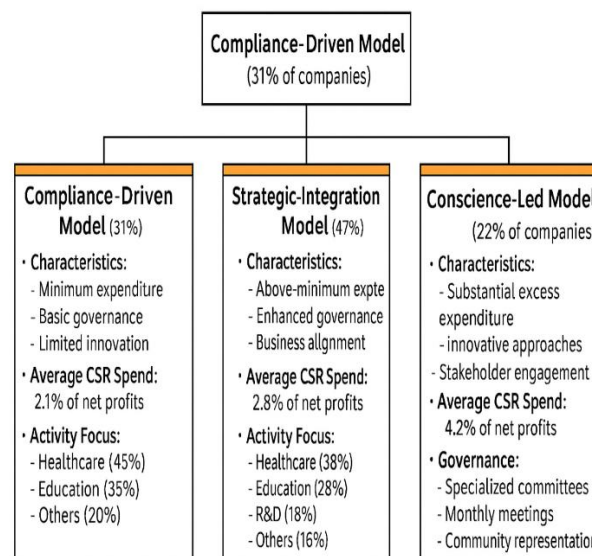 Compliance-Driven Model
(31% of companies)
Compliance-Driven
Model (31%)
· Characteristics:
- Minimum expenditure
- Basic governance
- Limited innovation
· Average CSR Spend:
2.1% of net profits
· Activity Focus:
- Healthcare (45%)
- Education (35%)
- Others (20%)
Strategic-Integration
Model (47%)
· Characteristics:
- Above-minimum expte
- Enhanced governance
- Business allgnment
· Average CSR Spend:
2.8% of net profits
· Activity Focus:
- Healthcare (38%)
- Education (28%)
- R&D (18%)
- Others (16%)
Conscience-Led Model
(22% of companies
· Characteristics:
- Substantial excess
expenditure
- innovative approaches
- Stakeholder engagement
· Average CSR Spend:
4.2% of net profits
· Governance:
- Specialized committees
- Monthly meetings
- Community representation